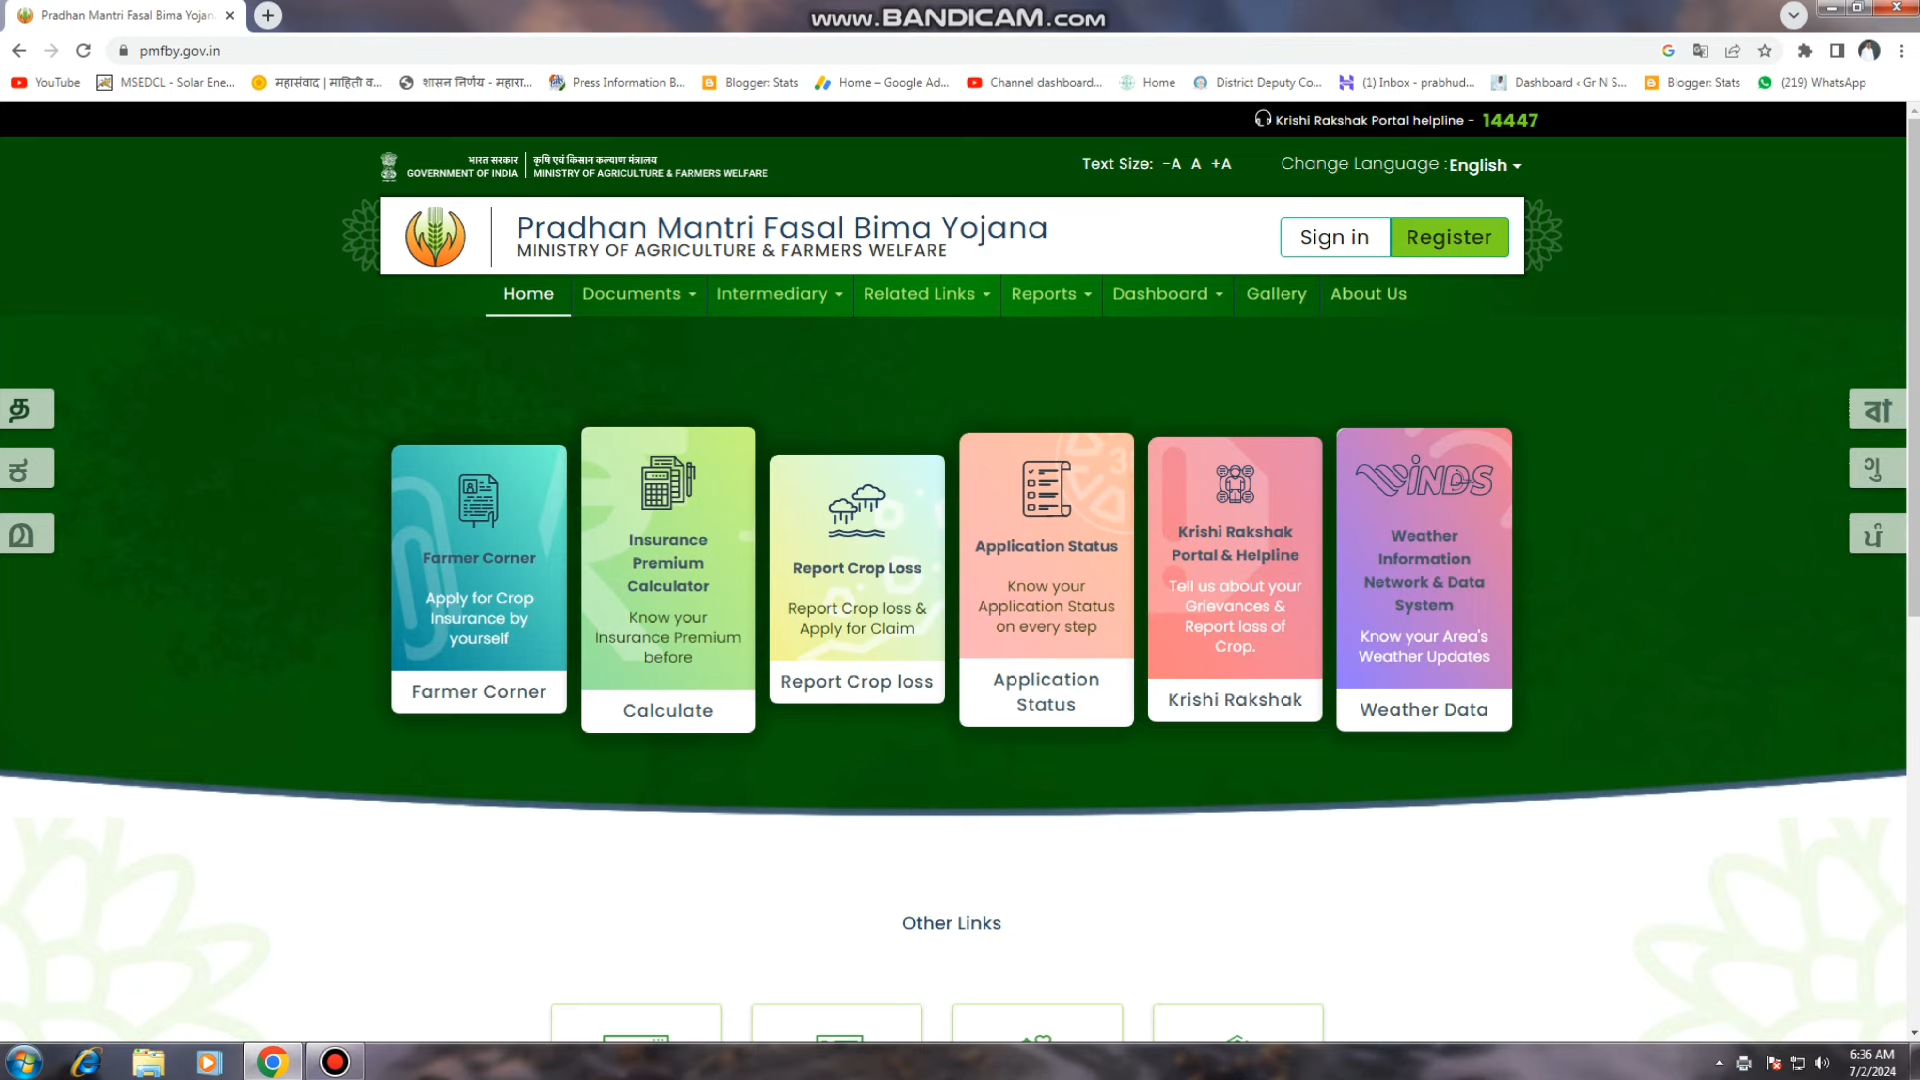 Pradhan Mantri Fasal Bima Yojan
www.BANDICAM.com
pmfby.gov.in
YouTube
MSEDCL - Solar Ene...
महासंवाद | माहिती व...
शासन निर्णय - महारा...
Press Information B...
Blogger: Stats
Home – Google Ad...
Channel dashboard...
Home
District Deputy Co...
(1) Inbox - prabhud...
Dashboard ‹ Gr N S...
Blogger: Stats
(219) WhatsApp
Krishi Rakshak Portal helpline - 14447
भारत सरकार
GOVERNMENT OF INDIA
कृषि एवं किसान कल्याण मंत्रालय
MINISTRY OF AGRICULTURE & FARMERS WELFARE
Text Size: -A A +A
Change Language : English
Pradhan Mantri Fasal Bima Yojana
MINISTRY OF AGRICULTURE & FARMERS WELFARE
Sign in
Register
Home
Documents
Intermediary
Related Links
Reports
Dashboard
Gallery
About Us
த
ಕ
മ
বা
ગુ
ਪੰ
Farmer Corner
Apply for Crop
Insurance by
yourself
Farmer Corner
Insurance
Premium
Calculator
Know your
Insurance Premium
before
Calculate
Report Crop Loss
Report Crop loss &
Apply for Claim
Report Crop loss
Application Status
Know your
Application Status
on every step
Application
Status
Krishi Rakshak
Portal & Helpline
Tell us about your
Grievances &
Report loss of
Crop.
Krishi Rakshak
WINDS
Weather
Information
Network & Data
System
Know your Area's
Weather Updates
Weather Data
Other Links
6:36 AM
7/2/2024